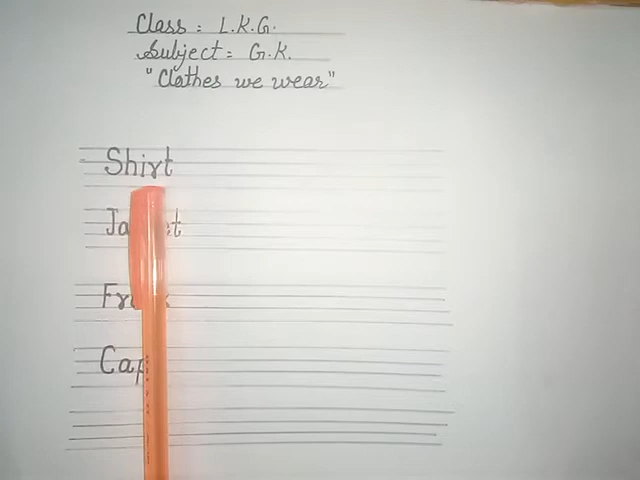 Class : L.K.G.
Subject = G.K.
"Clothes we wear"
Shirt
Cap